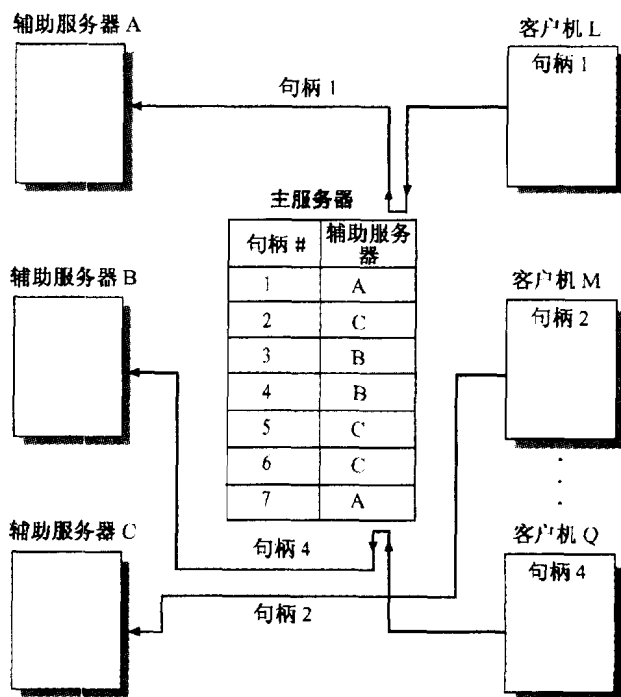 辅助服务器 A
客户机 L
句柄 1
句柄 1
主服务器
句柄 # 辅助服务器
1 A
2 C
3 B
4 B
5 C
6 C
7 A
辅助服务器 B
客户机 M
句柄 2
辅助服务器 C
句柄 4
句柄 2
客户机 Q
句柄 4